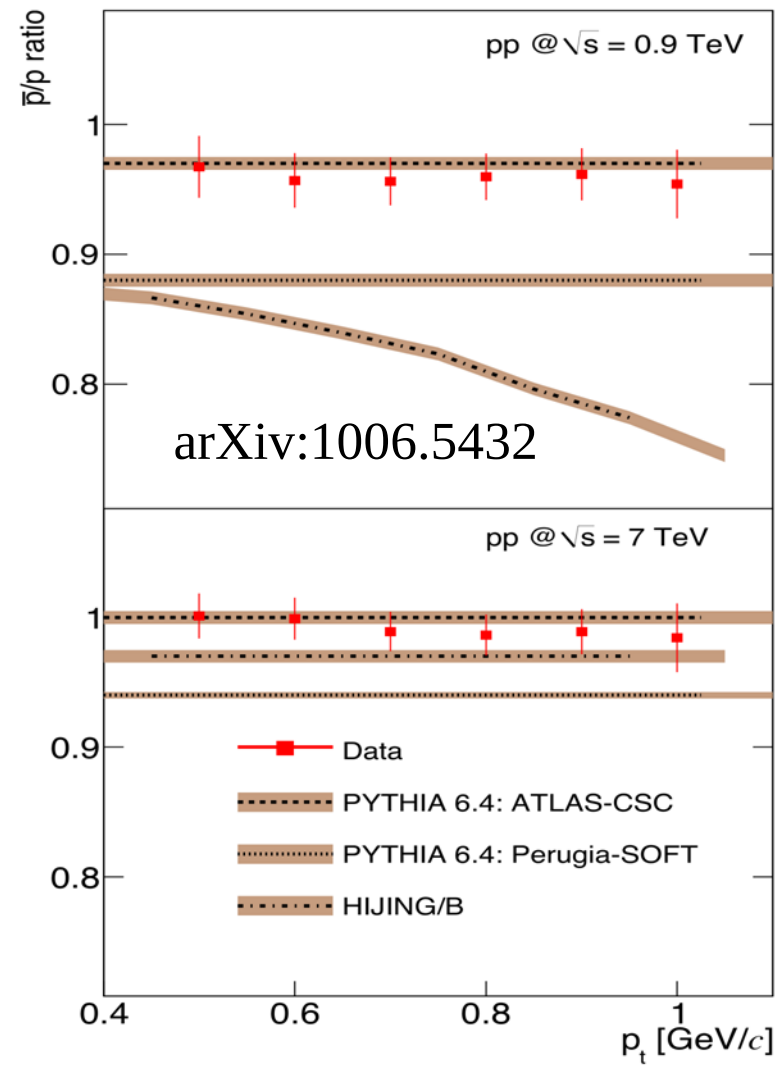 p̅/p ratio
pp @√s = 0.9 TeV
1
0.9
0.8
arXiv:1006.5432
pp @√s = 7 TeV
1
0.9
Data
PYTHIA 6.4: ATLAS-CSC
PYTHIA 6.4: Perugia-SOFT
0.8
HIJING/B
0.4 0.6 0.8 1
pt [GeV/c]